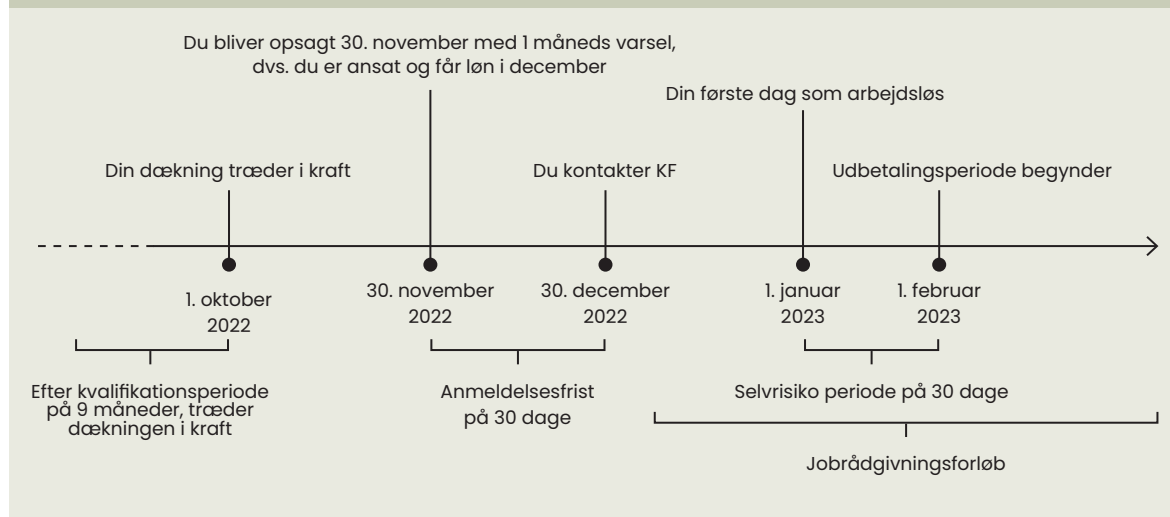 Du bliver opsagt 30. november med 1 måneds varsel,
dvs. du er ansat og får løn i december
Din første dag som arbejdsløs
Din dækning træder i kraft
Du kontakter KF
Udbetalingsperiode begynder
1. oktober
2022
30. november
2022
30. december
2022
1. januar
2023
1. februar
2023
Efter kvalifikationsperiode
på 9 måneder, træder
dækningen i kraft
Anmeldelsesfrist
på 30 dage
Selvrisiko periode på 30 dage
Jobrådgivningsforløb